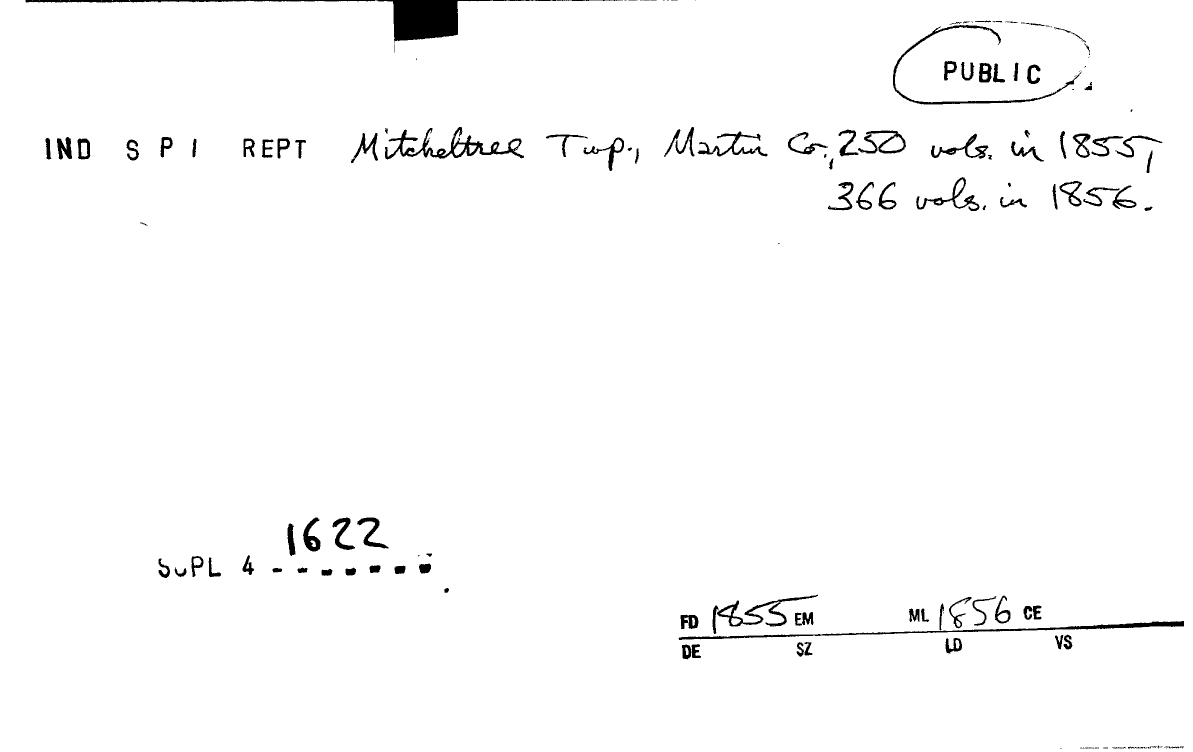 PUBLIC
IND S P I REPT Mitcheltree Twp., Martin Co., 250 vols. in 1855,
366 vols. in 1856.
1622
SUPL 4 - - - - - - -
FD 1855 EM ML 1856 CE
DE SZ LD VS